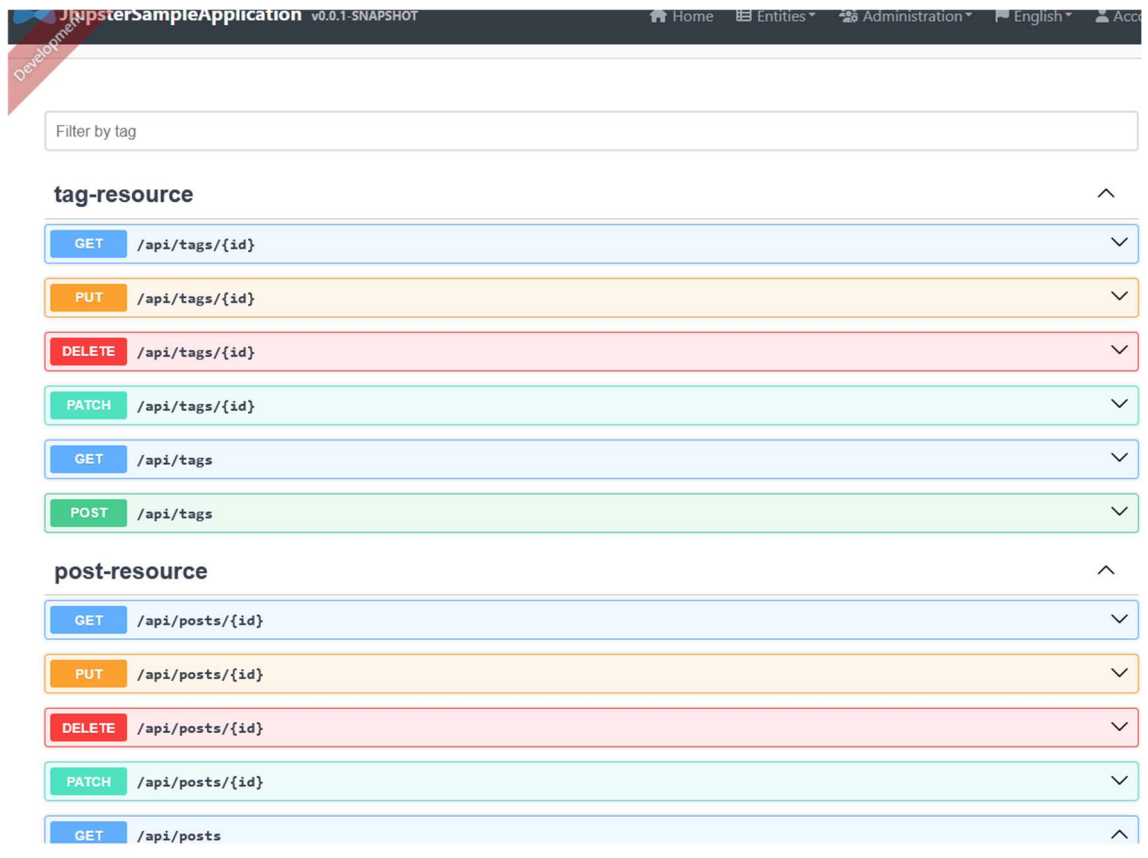 JhipsterSampleApplication v0.0.1-SNAPSHOT Home Entities Administration English Acco
Development
Filter by tag
tag-resource
GET /api/tags/{id}
PUT /api/tags/{id}
DELETE /api/tags/{id}
PATCH /api/tags/{id}
GET /api/tags
POST /api/tags
post-resource
GET /api/posts/{id}
PUT /api/posts/{id}
DELETE /api/posts/{id}
PATCH /api/posts/{id}
GET /api/posts